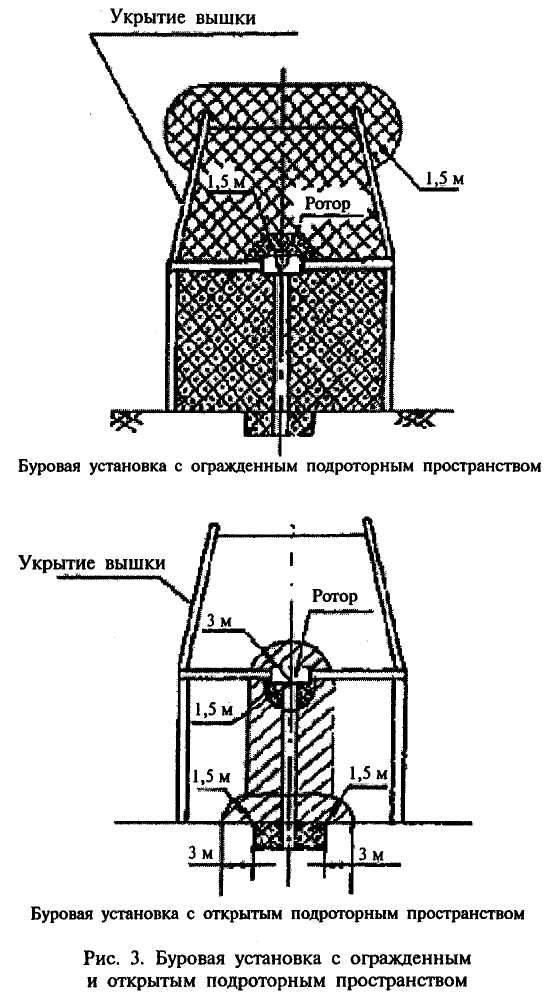 Укрытие вышки
1,5 м
1,5 м
Ротор
Буровая установка с огражденным подроторным пространством
Укрытие вышки
Ротор
3 м
1,5 м
1,5 м
1,5 м
3 м
3 м
Буровая установка с открытым подроторным пространством
Рис. 3. Буровая установка с огражденным
и открытым подроторным пространством